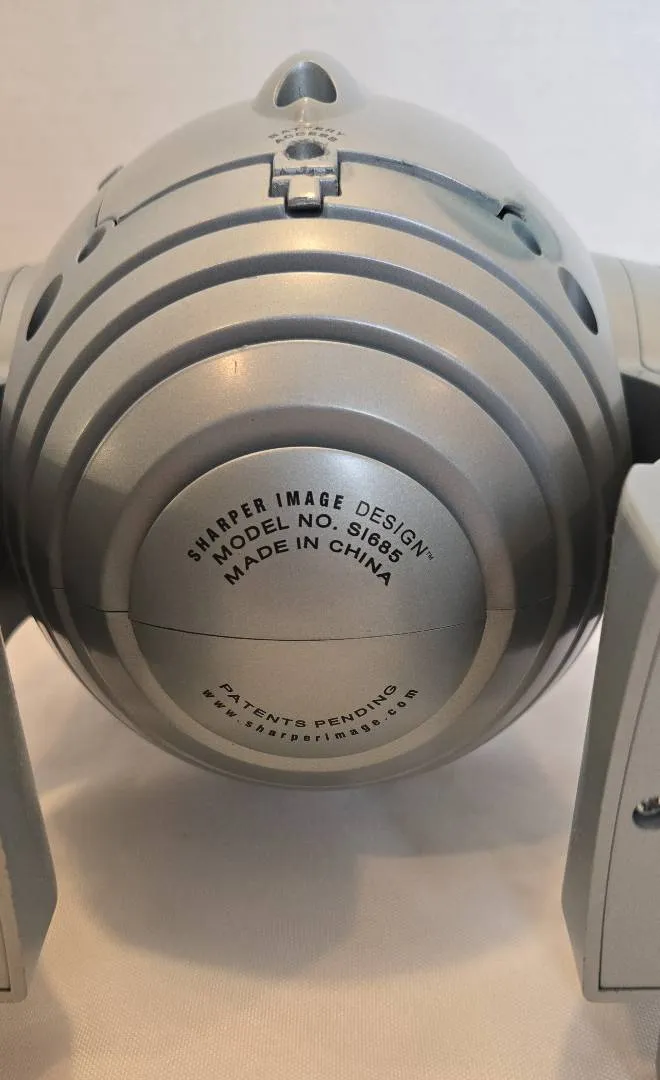 BATTERY
ACCESS
SHARPER IMAGE DESIGN™
MODEL NO. SI685
MADE IN CHINA
PATENTS PENDING
www.sharperimage.com